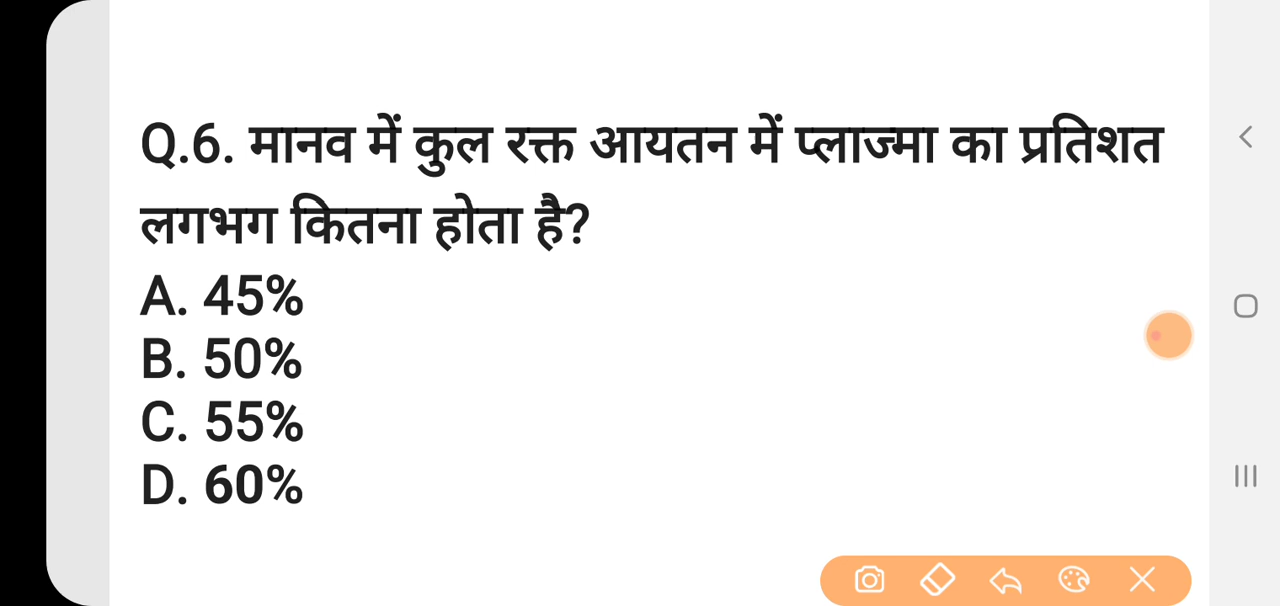 Q.6. मानव में कुल रक्त आयतन में प्लाज्मा का प्रतिशत
लगभग कितना होता है?
A. 45%
B. 50%
C. 55%
D. 60%